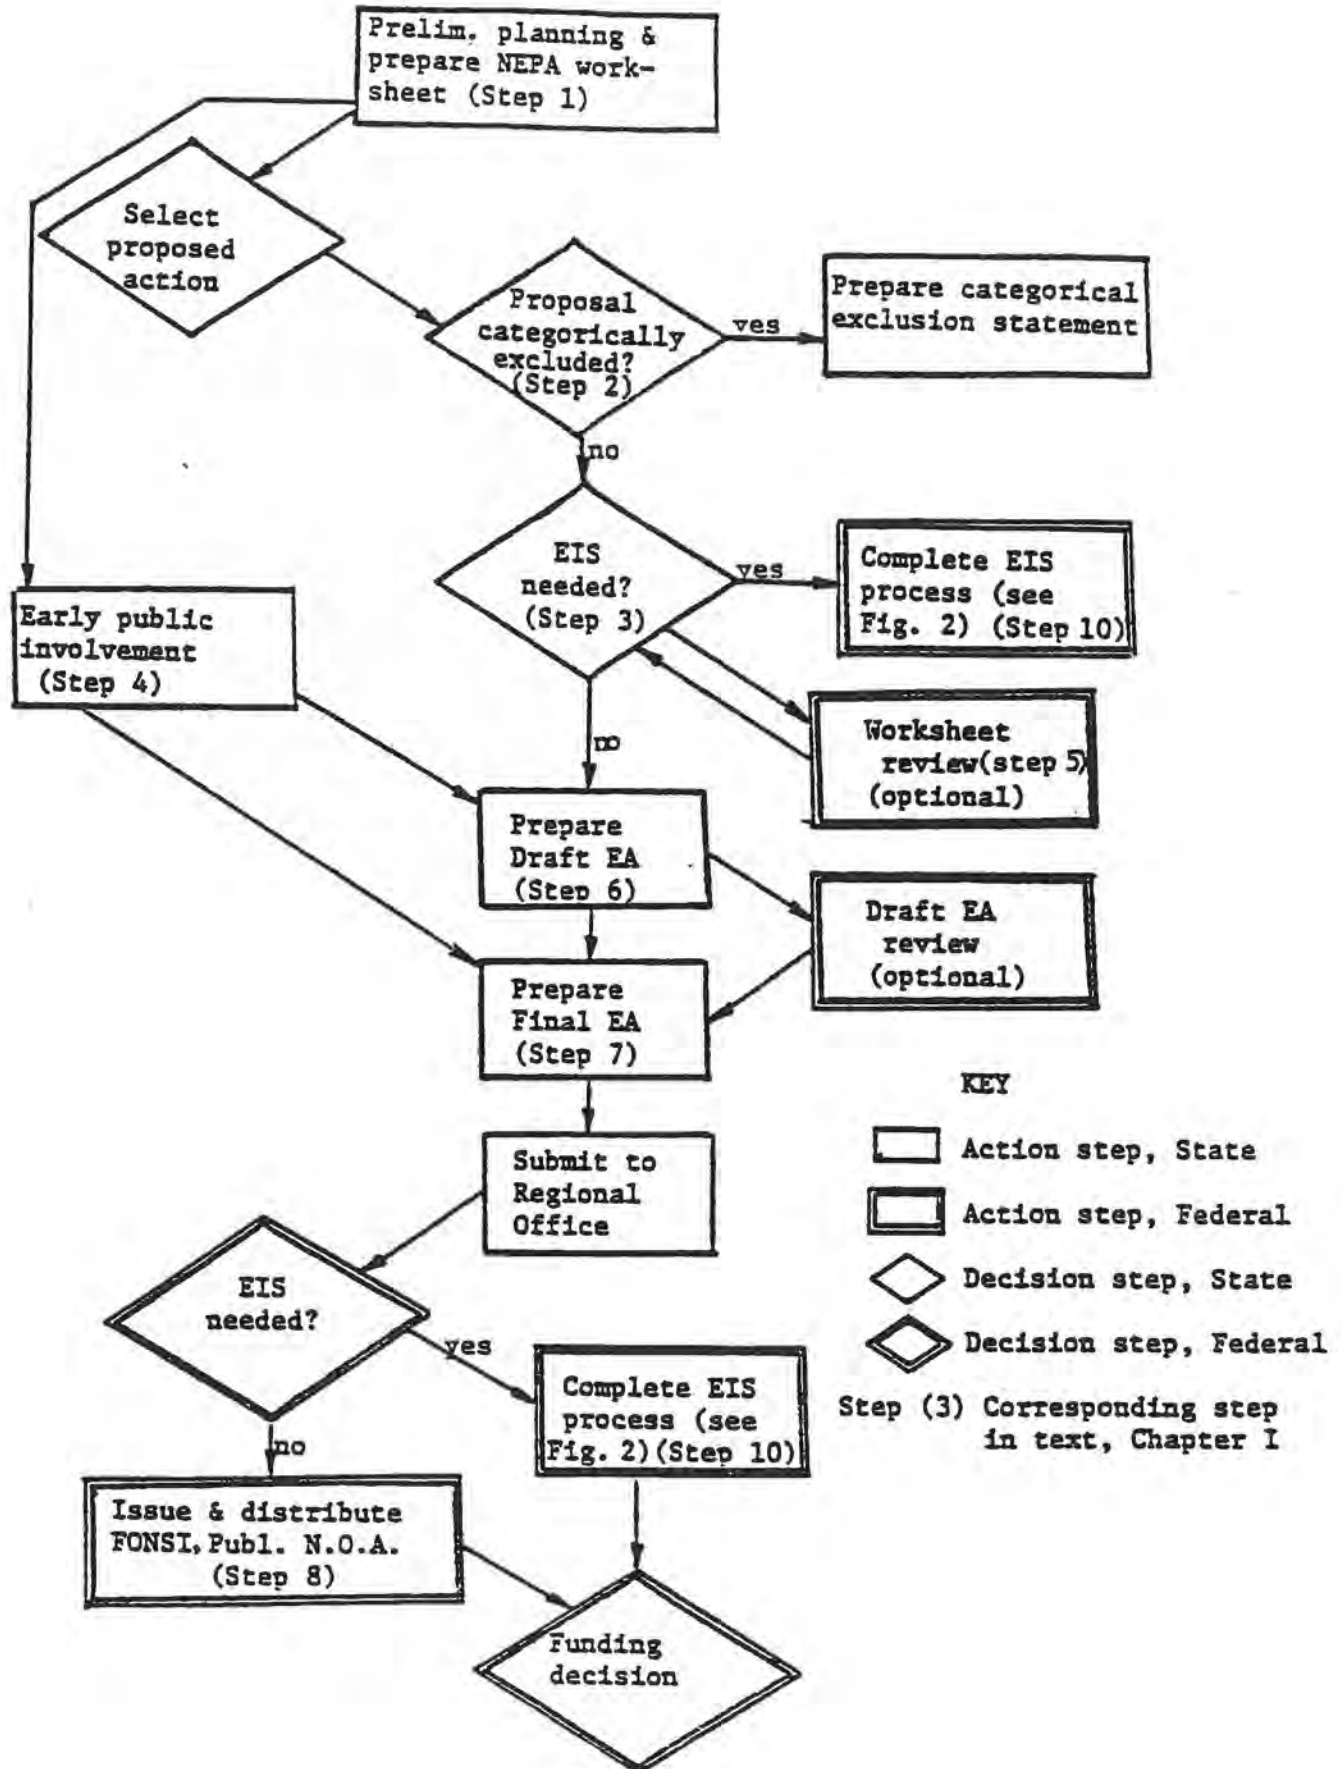 Prelim. planning &
prepare NEPA work-
sheet (Step 1)
Select
proposed
action
Proposal
categorically
excluded?
(Step 2)
yes
Prepare categorical
exclusion statement
no
EIS
needed?
(Step 3)
yes
Complete EIS
process (see
Fig. 2) (Step 10)
Early public
involvement
(Step 4)
Worksheet
review(step 5)
(optional)
no
Prepare
Draft EA
(Step 6)
Draft EA
review
(optional)
Prepare
Final EA
(Step 7)
Submit to
Regional
Office
KEY
Action step, State
Action step, Federal
Decision step, State
Decision step, Federal
Step (3) Corresponding step
in text, Chapter I
EIS
needed?
yes
Complete EIS
process (see
Fig. 2)(Step 10)
no
Issue & distribute
FONSI, Publ. N.O.A.
(Step 8)
Funding
decision